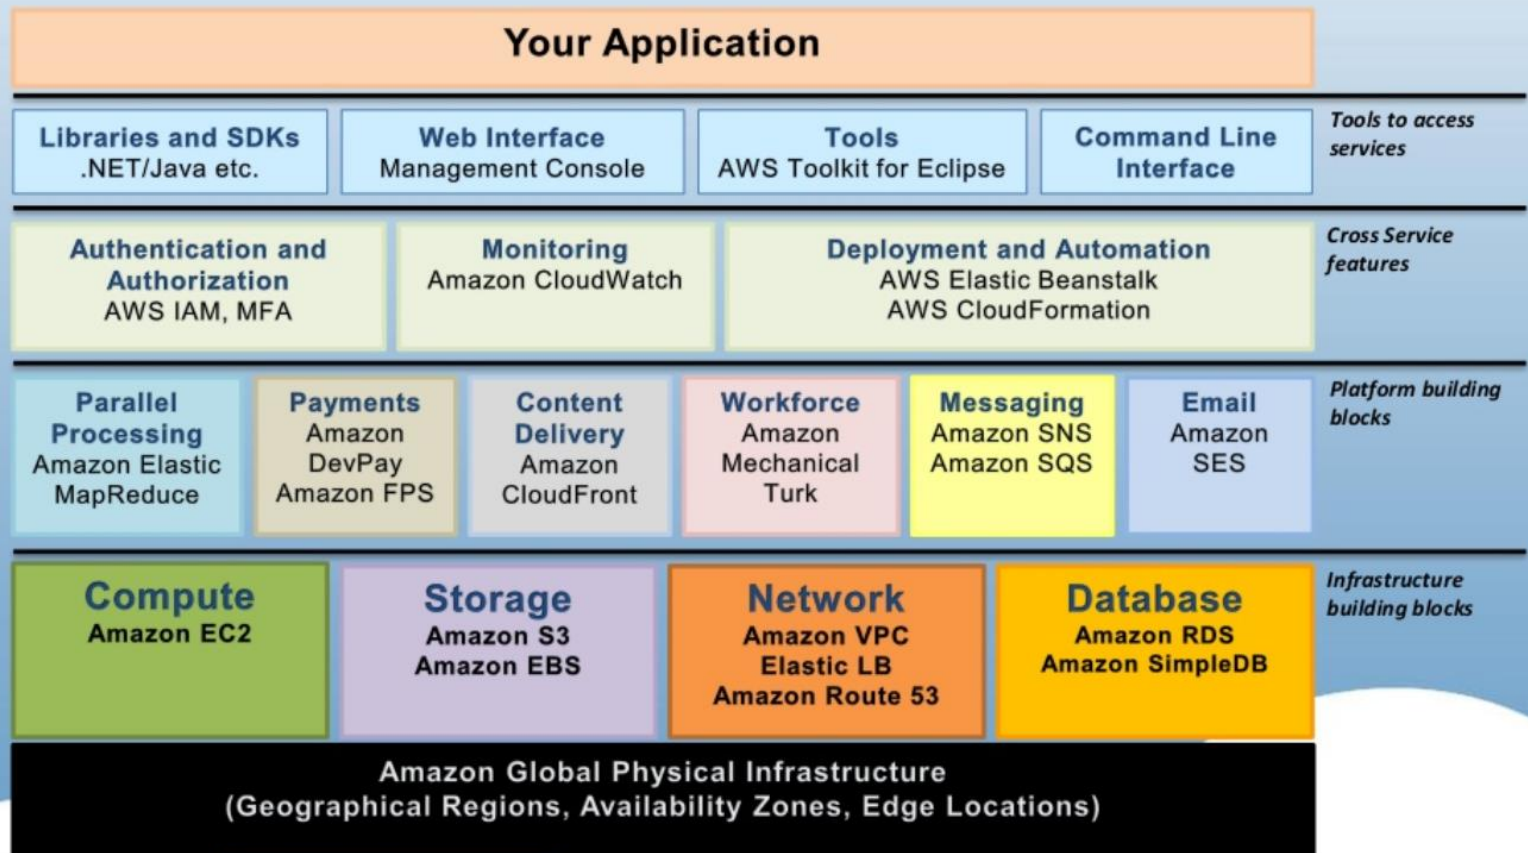 Your Application
Libraries and SDKs
.NET/Java etc.
Web Interface
Management Console
Tools
AWS Toolkit for Eclipse
Command Line
Interface
Tools to access
services
Authentication and
Authorization
AWS IAM, MFA
Monitoring
Amazon CloudWatch
Deployment and Automation
AWS Elastic Beanstalk
AWS CloudFormation
Cross Service
features
Parallel
Processing
Amazon Elastic
MapReduce
Payments
Amazon
DevPay
Amazon FPS
Content
Delivery
Amazon
CloudFront
Workforce
Amazon
Mechanical
Turk
Messaging
Amazon SNS
Amazon SQS
Email
Amazon
SES
Platform building
blocks
Compute
Amazon EC2
Storage
Amazon S3
Amazon EBS
Network
Amazon VPC
Elastic LB
Amazon Route 53
Database
Amazon RDS
Amazon SimpleDB
Infrastructure
building blocks
Amazon Global Physical Infrastructure
(Geographical Regions, Availability Zones, Edge Locations)